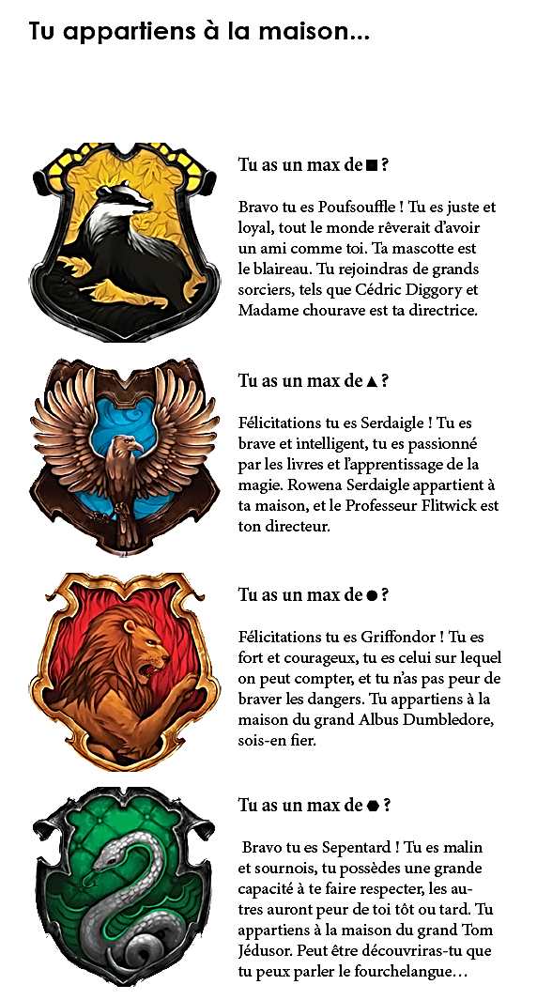 Tu appartiens à la maison...
Tu as un max de ■ ?
Bravo tu es Poufsouffle ! Tu es juste et
loyal, tout le monde rêverait d’avoir
un ami comme toi. Ta mascotte est
le blaireau. Tu rejoindras de grands
sorciers, tels que Cédric Diggory et
Madame chourave est ta directrice.
Tu as un max de ▲ ?
Félicitations tu es Serdaigle ! Tu es
brave et intelligent, tu es passionné
par les livres et l’apprentissage de la
magie. Rowena Serdaigle appartient à
ta maison, et le Professeur Flitwick est
ton directeur.
Tu as un max de ● ?
Félicitations tu es Griffondor ! Tu es
fort et courageux, tu es celui sur lequel
on peut compter, et tu n’as pas peur de
braver les dangers. Tu appartiens à la
maison du grand Albus Dumbledore,
sois-en fier.
Tu as un max de ⬣ ?
Bravo tu es Sepentard ! Tu es malin
et sournois, tu possèdes une grande
capacité à te faire respecter, les au-
tres auront peur de toi tôt ou tard. Tu
appartiens à la maison du grand Tom
Jédusor. Peut être découvriras-tu que
tu peux parler le fourchelangue…